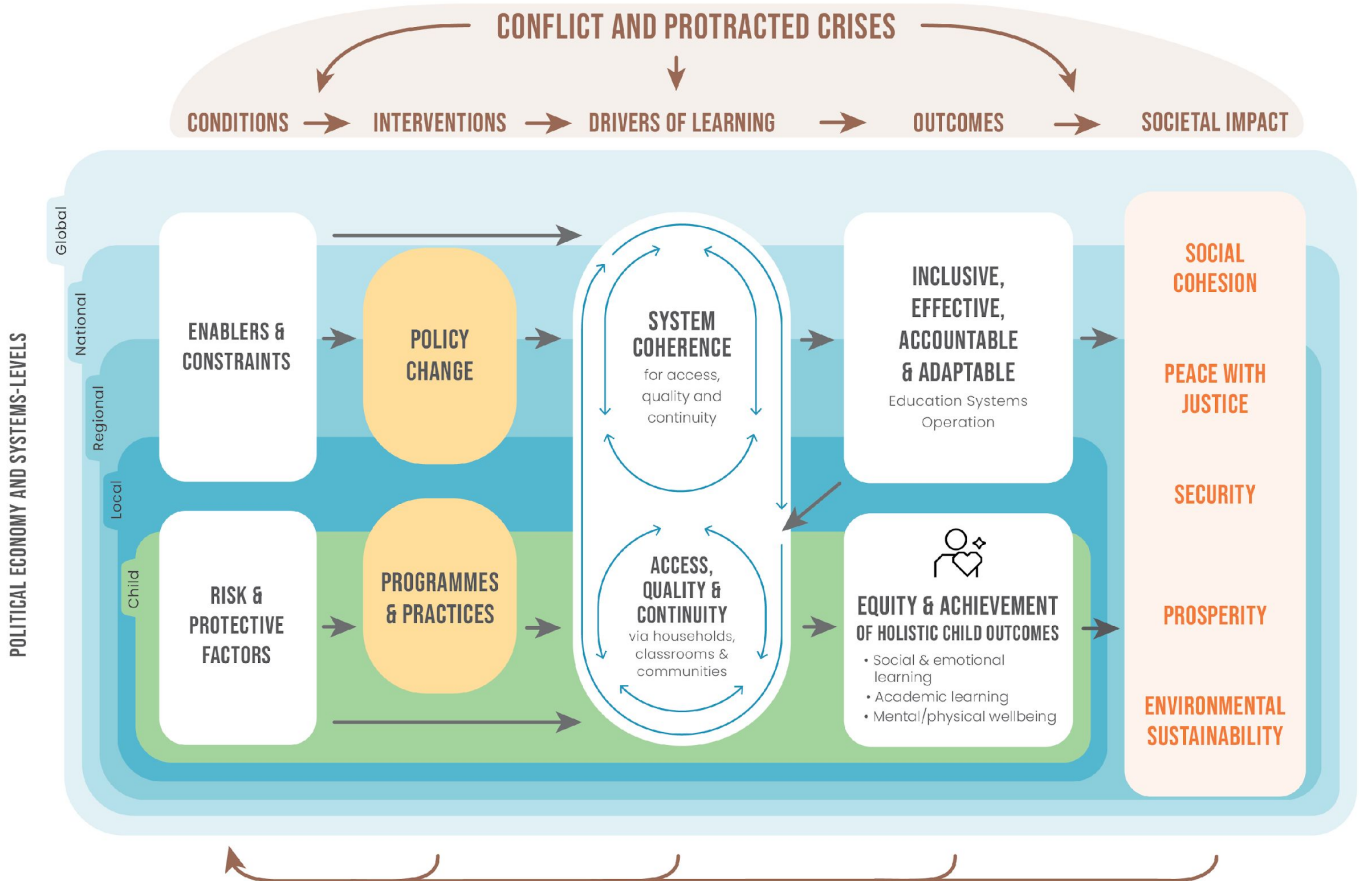 CONFLICT AND PROTRACTED CRISES
CONDITIONS
INTERVENTIONS
DRIVERS OF LEARNING
OUTCOMES
SOCIETAL IMPACT
POLITICAL ECONOMY AND SYSTEMS-LEVELS
Global
National
Regional
Local
Child
ENABLERS &
CONSTRAINTS
POLICY
CHANGE
SYSTEM
COHERENCE
for access,
quality and
continuity
INCLUSIVE,
EFFECTIVE,
ACCOUNTABLE
& ADAPTABLE
Education Systems
Operation
RISK &
PROTECTIVE
FACTORS
PROGRAMMES
& PRACTICES
ACCESS,
QUALITY &
CONTINUITY
via households,
classrooms &
communities
EQUITY & ACHIEVEMENT
OF HOLISTIC CHILD OUTCOMES
• Social & emotional
learning
• Academic learning
• Mental/physical wellbeing
SOCIAL
COHESION
PEACE WITH
JUSTICE
SECURITY
PROSPERITY
ENVIRONMENTAL
SUSTAINABILITY